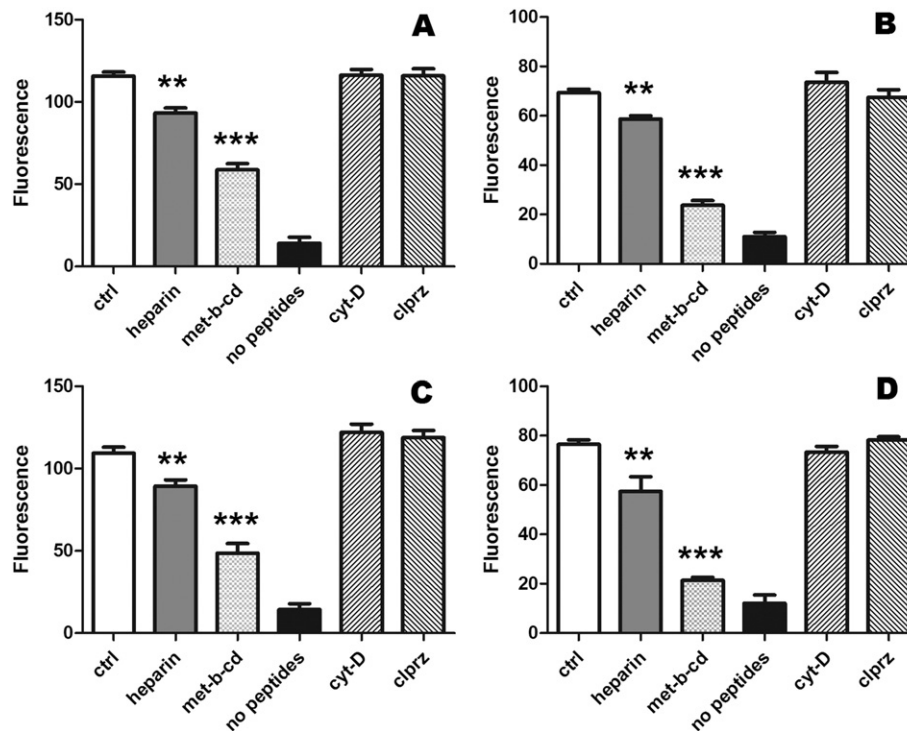 A
Fluorescence
150
100
50
0
**
***
ctrl
heparin
met-b-cd
no peptides
cyt-D
clprz
B
Fluorescence
100
80
60
40
20
0
**
***
ctrl
heparin
met-b-cd
no peptides
cyt-D
clprz
C
Fluorescence
150
100
50
0
**
***
ctrl
heparin
met-b-cd
no peptides
cyt-D
clprz
D
Fluorescence
100
80
60
40
20
0
**
***
ctrl
heparin
met-b-cd
no peptides
cyt-D
clprz